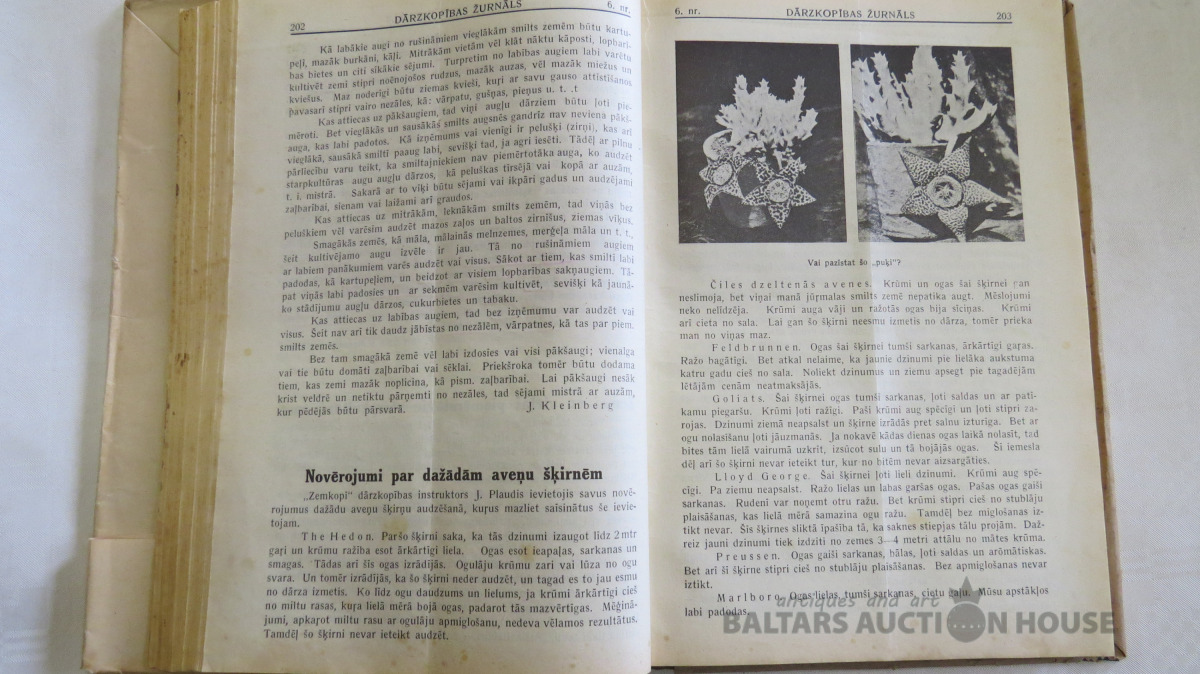 202
DĀRZKOPĪBAS ŽURNĀLS
6. nr.
Kā labākie augi no rušināmiem vieglākām smilts zemēm būtu kartu-
peļi, mazāk burkāni, kāļi. Mitrākām vietām vēl klāt nāktu kāposti, lopbarī-
bas bietes un citi sīkākie sējumi. Turpretim no labības augiem labi varētu
kultivēt zemi stipri noēnojošos rudzus, mazāk auzas, vēl mazāk miežus un
kviešus. Maz noderīgi būtu ziemas kvieši, kuŗi ar savu gauso attīstīšanos
pavasarī stipri vairo nezāles, kā: vārpatu, gušņas, pieņus u. t. .t
Kas attiecas uz pākšaugiem, tad viņi augļu dārziem būtu ļoti pie-
mēroti. Bet vieglākās un sausākās smilts augsnēs gandrīz nav neviena pākš-
auga, kas labi padotos. Kā izņēmums vai vienīgi ir pelušķi (zirņi), kas arī
vieglākā, sausākā smiltī paaug labi, sevišķi tad, ja agri iesēti. Tādēļ ar pilnu
pārliecību varu teikt, ka smiltajniekiem nav piemērtotāka auga, ko audzēt
starpkultūras augu augļu dārzos, kā peluškas tīrsējā vai kopā ar auzām,
t. i. mistrā. Sakarā ar to viķi būtu sējami vai ikpāri gadus un audzējami
zaļbarībai, sienam vai laižami arī graudos.
Kas attiecas uz mitrākām, ieknākām smilts zemēm, tad viņās bez
peluškiem vēl varēsim audzēt mazos zaļos un baltos zirnišus, ziemas viķus,
Smagākās zemēs, kā māla, mālainās melnzemes, merģeļa māla un t. t.,
šeit kultivējamo augu izvēle ir jau. Tā no rušināmiem augiem
ar labiem panākumiem varēs audzēt vai visus. Sākot ar tiem, kas smiltī labi
padodas, kā kartupeļiem, un beidzot ar visiem lopbarības sakņaugiem. Tā-
pat viņās labi padosies un ar sekmēm varēsim kultivēt, sevišķi kā jaunā-
ko stādījumu augļu dārzos, cukurbietes un tabaku.
Kas attiecas uz labības augiem, tad bez izņēmumu var audzēt vai
visus. Šeit nav arī tik daudz jābīstas no nezālēm, vārpatnes, kā tas par piem.
smilts zemēs.
Bez tam smagākā zemē vēl labi izdosies vai visi pākšaugi; vienalga
vai tie būtu domāti zaļbarībai vai sēklai. Priekšroka tomēr būtu dodama
tiem, kas zemi mazāk noplicina, kā pism. zaļbarībai. Lai pākšaugi nesāk
krist veldrē un netiktu pārņemti no nezāles, tad sējami mistrā ar auzām,
kur pēdējās būtu pārsvarā. J. Kleinberg
Novērojumi par dažādām aveņu šķirnēm
„Zemkopī" dārzkopības instruktors J. Plaudis ievietojis savus novē-
rojumus dažādu aveņu šķirņu audzēšanā, kuŗus mazliet saīsinātus še ievie-
tojam.
The Hedon. Par šo šķirni saka, ka tās dzinumi izaugot līdz 2 mtr
gaŗi un krūmu ražība esot ārkārtīgi liela. Ogas esot ieapaļas, sarkanas un
smagas. Tādas arī šīs ogas izrādījās. Ogulāju krūmu zari vai lūza no ogu
svara. Un tomēr izrādījās, ka šo šķirni neder audzēt, un tagad es to jau esmu
no dārza izmetis. Ko līdz ogu daudzums un lielums, ja krūmi ārkārtīgi cieš
no miltu rasas, kuŗa lielā mērā bojā ogas, padarot tās mazvērtīgas. Mēģinā-
jumi, apkaŗot miltu rasu ar ogulāju apmiglošanu, nedeva vēlamos rezultātus.
Tamdēļ šo šķirni nevar ieteikt audzēt.
6. nr.
DĀRZKOPĪBAS ŽURNĀLS
203
Vai pazīstat šo „puķi"?
Čīles dzeltenās avenes. Krūmi un ogas šai šķirnei gan
neslimoja, bet viņai manā jūrmalas smilts zemē nepatika augt. Mēslojumi
neko nelīdzēja. Krūmi auga vāji un ražotās ogas bija sīciņas. Krūmi
arī cieta no sala. Lai gan šo šķirni neesmu izmetis no dārza, tomēr prieka
man no viņas maz.
Feldbrunnen. Ogas šai šķirnei tumši sarkanas, ārkārtīgi gaŗas.
Ražo bagātīgi. Bet atkal nelaime, ka jaunie dzinumi pie lielāka aukstuma
katru gadu cieš no sala. Noliekt dzinumus un ziemu apsegt pie tagadējām
lētājām cenām neatmaksājās.
Goliats. Šai šķirnei ogas tumši sarkanas, ļoti saldas un ar pati-
kamu piegaršu. Krūmi ļoti ražīgi. Paši krūmi aug spēcīgi un ļoti stipri za-
rojas. Dzinumi ziemā neapsalst un šķirne izrādās pret salnu izturīga. Bet ar
ogu nolasīšanu ļoti jāuzmanās. Ja nokavē kādas dienas ogas laikā nolasīt, tad
bites tām lielā vairumā uzkrīt, izsūcot sulu un tā bojājās ogas. Šī iemesla
dēļ arī šo šķirni nevar ieteikt tur, kur no bitēm nevar aizsargāties.
Lloyd George. Šai šķirnei ļoti lieli dzinumi. Krūmi aug spē-
cīgi. Pa ziemu neapsalst. Ražo lielas un labas garšas ogas. Pašas ogas gaiši
sarkanas. Rudenī var noņemt otru ražu. Bet krūmi stipri cieš no stublāju
plaisāšanas, kas lielā mērā samazina ogu ražu. Tamdēļ bez miglošanas iz-
tikt nevar. Šīs šķirnes sliktā īpašība tā, ka saknes stiepjas tālu projām. Daž-
reiz jauni dzinumi tiek izdzīti no zemes 3—4 metri attālu no mātes krūma.
Preussen. Ogas gaiši sarkanas, bālas, ļoti saldas un arōmātiskas.
Bet arī šī šķirne stipri cieš no stublāju plaisāšanas. Bez apmiglošanas nevar
iztikt.
Marlboro. Ogas lielas, tumši sarkanas, cietu gaļu. Mūsu apstākļos
labi padodas.
antiques and art
BALTARS AUCTION HOUSE